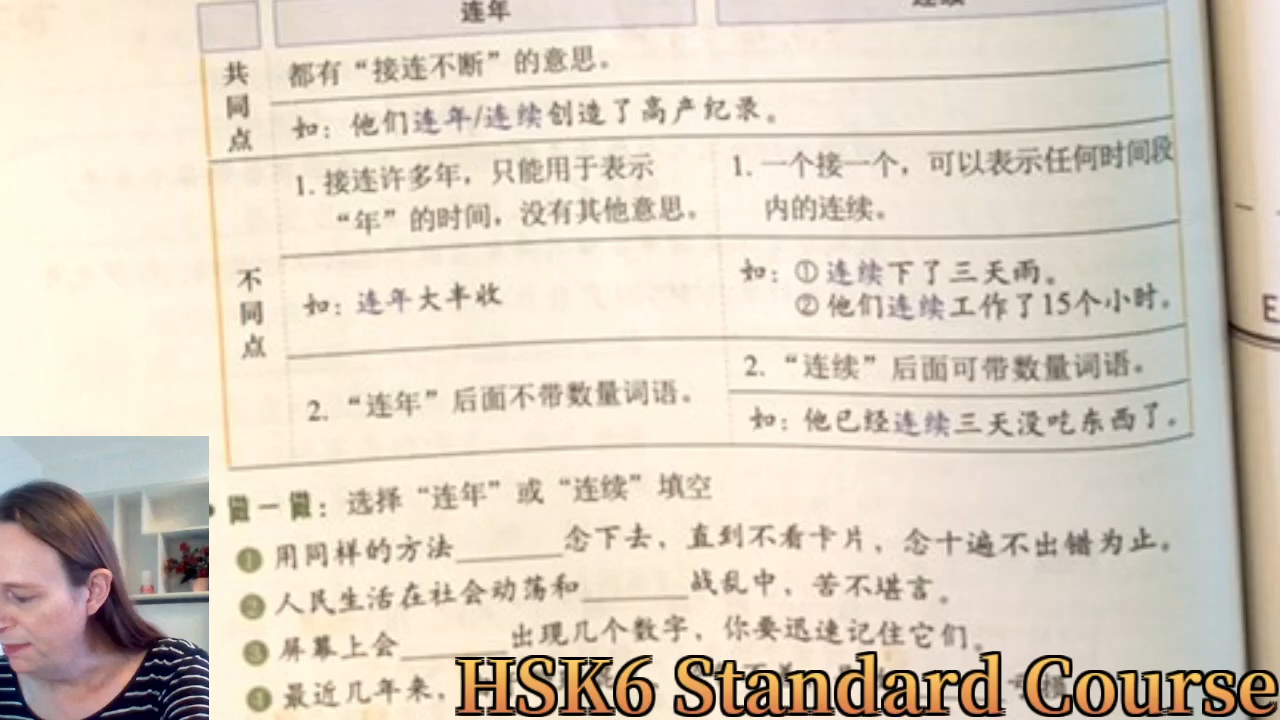 连年
连续
共同点
都有“接连不断”的意思。
如：他们连年/连续创造了高产纪录。
不同点
1. 接连许多年，只能用于表示
“年”的时间，没有其他意思。
1. 一个接一个，可以表示任何时间段
内的连续。
如：连年大丰收
如：①连续下了三天雨。
②他们连续工作了15个小时。
2. “连年”后面不带数量词语。
2. “连续”后面可带数量词语。
如：他已经连续三天没吃东西了。
做一做：选择“连年”或“连续”填空
1 用同样的方法______念下去，直到不看卡片，念十遍不出错为止。
2 人民生活在社会动荡和______战乱中，苦不堪言。
3 屏幕上会______出现几个数字，你要迅速记住它们。
4 最近几年来，
HSK6 Standard Course
E